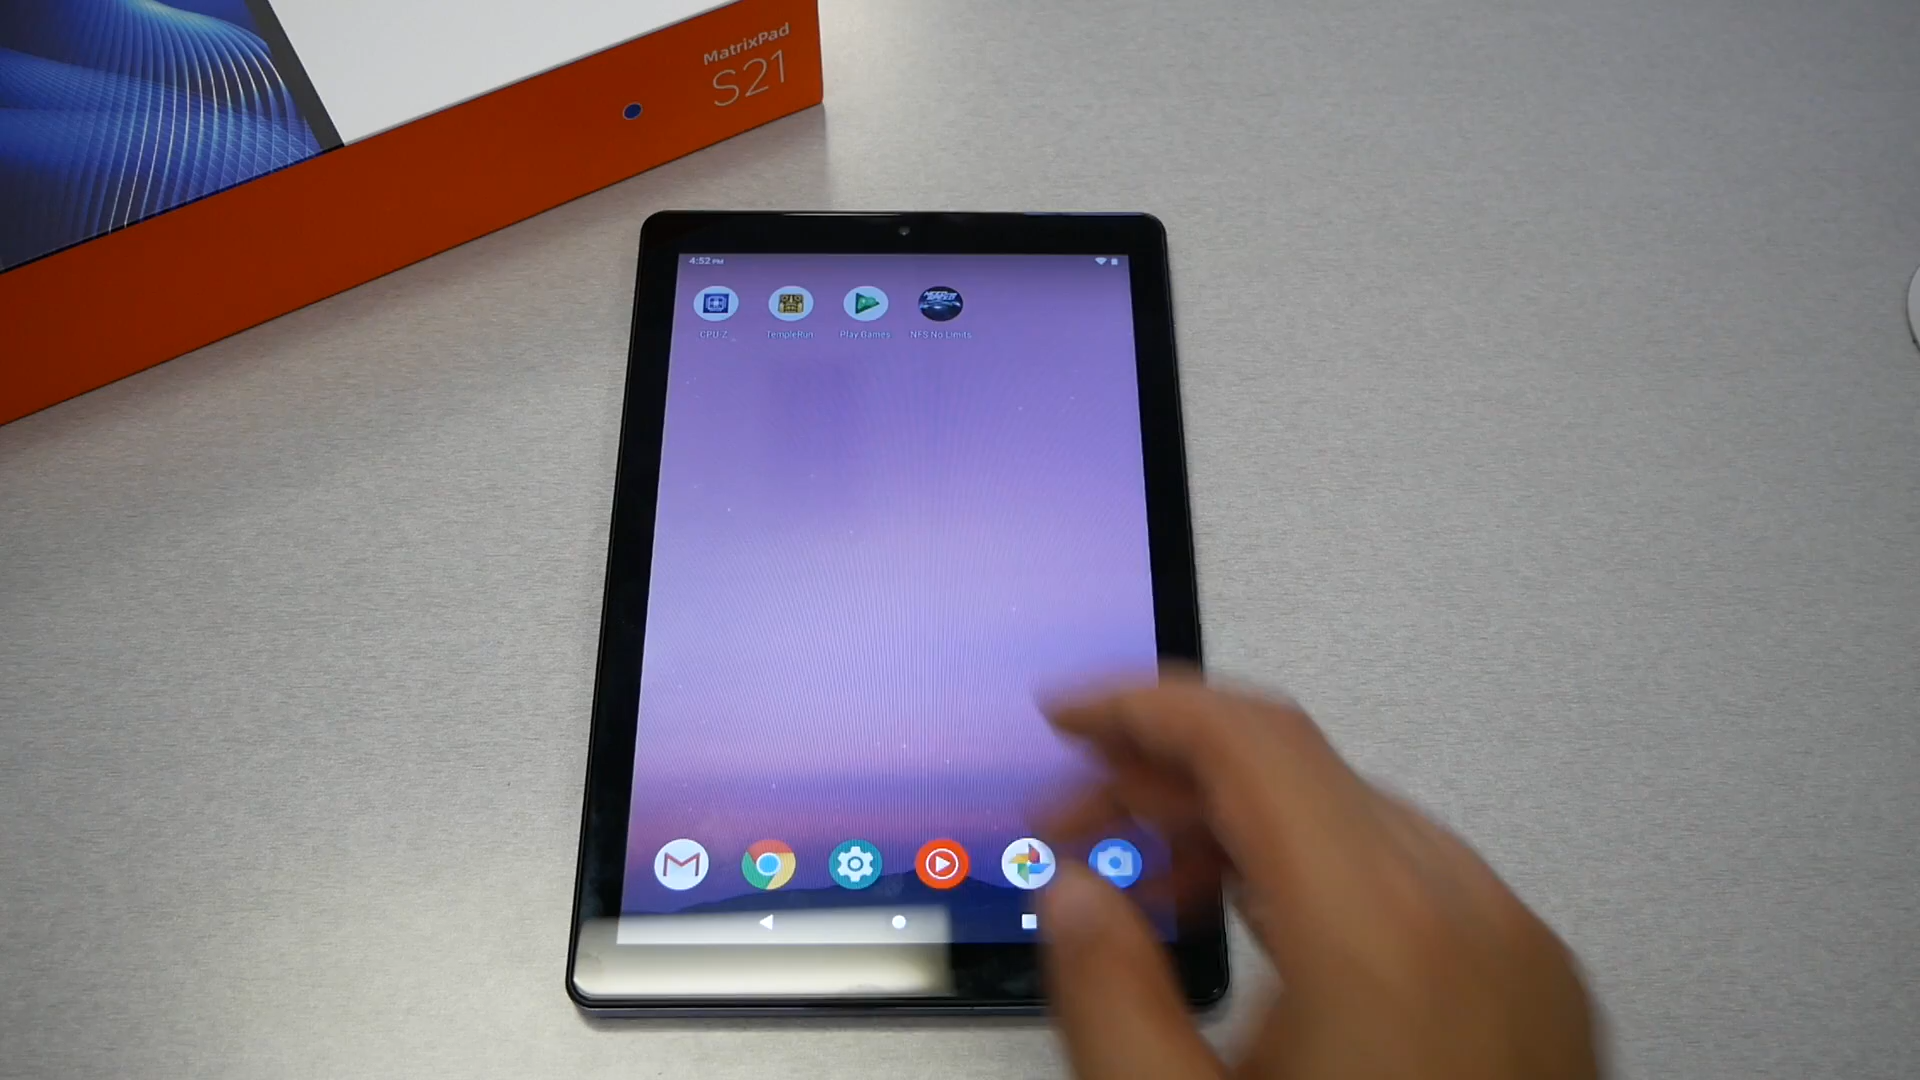 MatrixPad
S21
4:52 PM
CPU-Z
TempleRun
Play Games
NFS No Limits